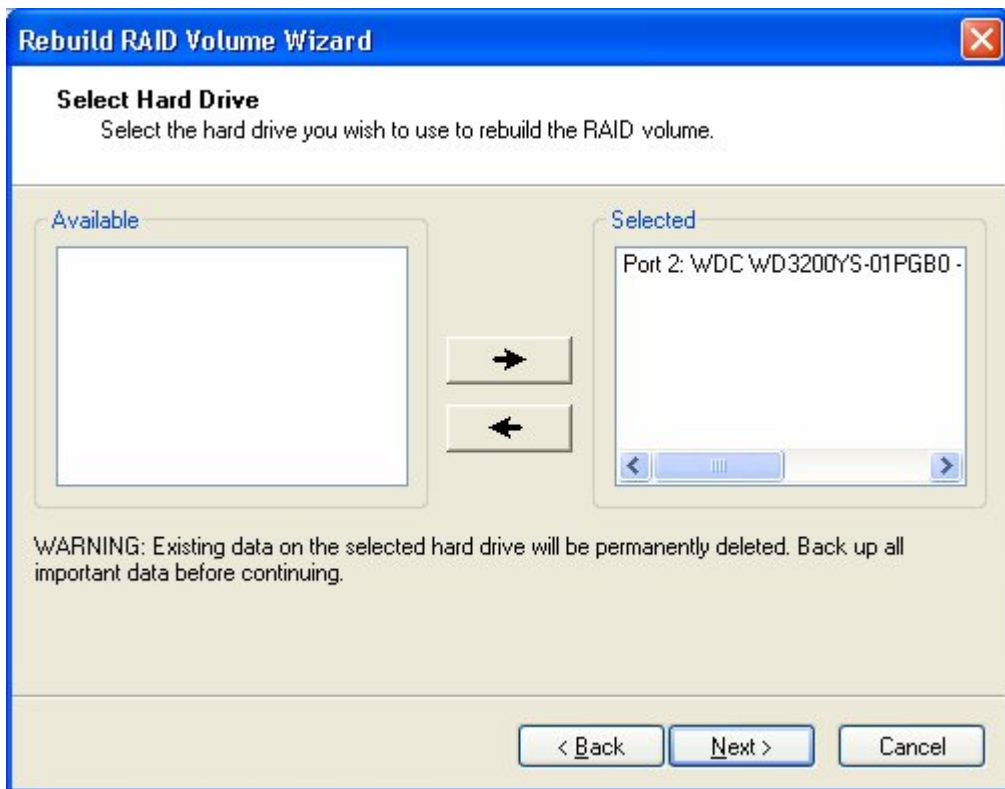 Rebuild RAID Volume Wizard
Select Hard Drive
Select the hard drive you wish to use to rebuild the RAID volume.
Available
Selected
Port 2: WDC WD3200YS-01PGB0 -
WARNING: Existing data on the selected hard drive will be permanently deleted. Back up all
important data before continuing.
< Back
Next >
Cancel